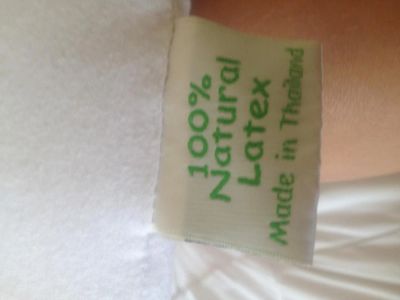 100%
Natural
Latex
Made in Thailand